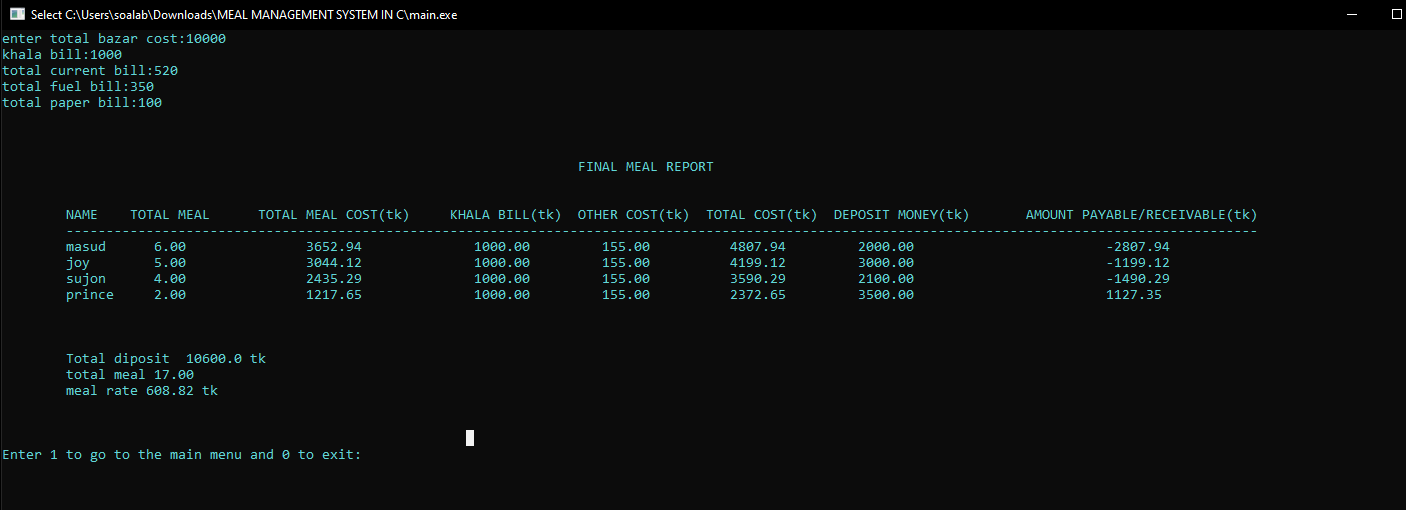 Select C:\Users\soalab\Downloads\MEAL MANAGEMENT SYSTEM IN C\main.exe
enter total bazar cost:10000
khala bill:1000
total current bill:520
total fuel bill:350
total paper bill:100
FINAL MEAL REPORT
NAME TOTAL MEAL TOTAL MEAL COST(tk) KHALA BILL(tk) OTHER COST(tk) TOTAL COST(tk) DEPOSIT MONEY(tk) AMOUNT PAYABLE/RECEIVABLE(tk)
masud 6.00 3652.94 1000.00 155.00 4807.94 2000.00 -2807.94
joy 5.00 3044.12 1000.00 155.00 4199.12 3000.00 -1199.12
sujon 4.00 2435.29 1000.00 155.00 3590.29 2100.00 -1490.29
prince 2.00 1217.65 1000.00 155.00 2372.65 3500.00 1127.35
Total diposit 10600.0 tk
total meal 17.00
meal rate 608.82 tk
Enter 1 to go to the main menu and 0 to exit: